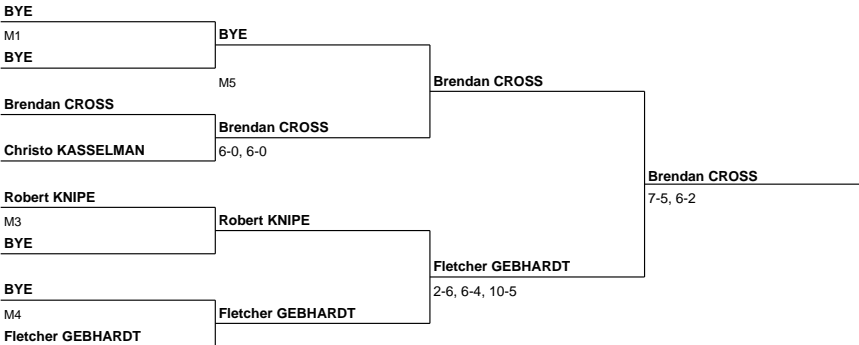 BYE
M1
BYE
BYE
M5
Brendan CROSS
Brendan CROSS
Brendan CROSS
Christo KASSELMAN
6-0, 6-0
Brendan CROSS
7-5, 6-2
Robert KNIPE
M3
Robert KNIPE
BYE
Fletcher GEBHARDT
2-6, 6-4, 10-5
BYE
M4
Fletcher GEBHARDT
Fletcher GEBHARDT